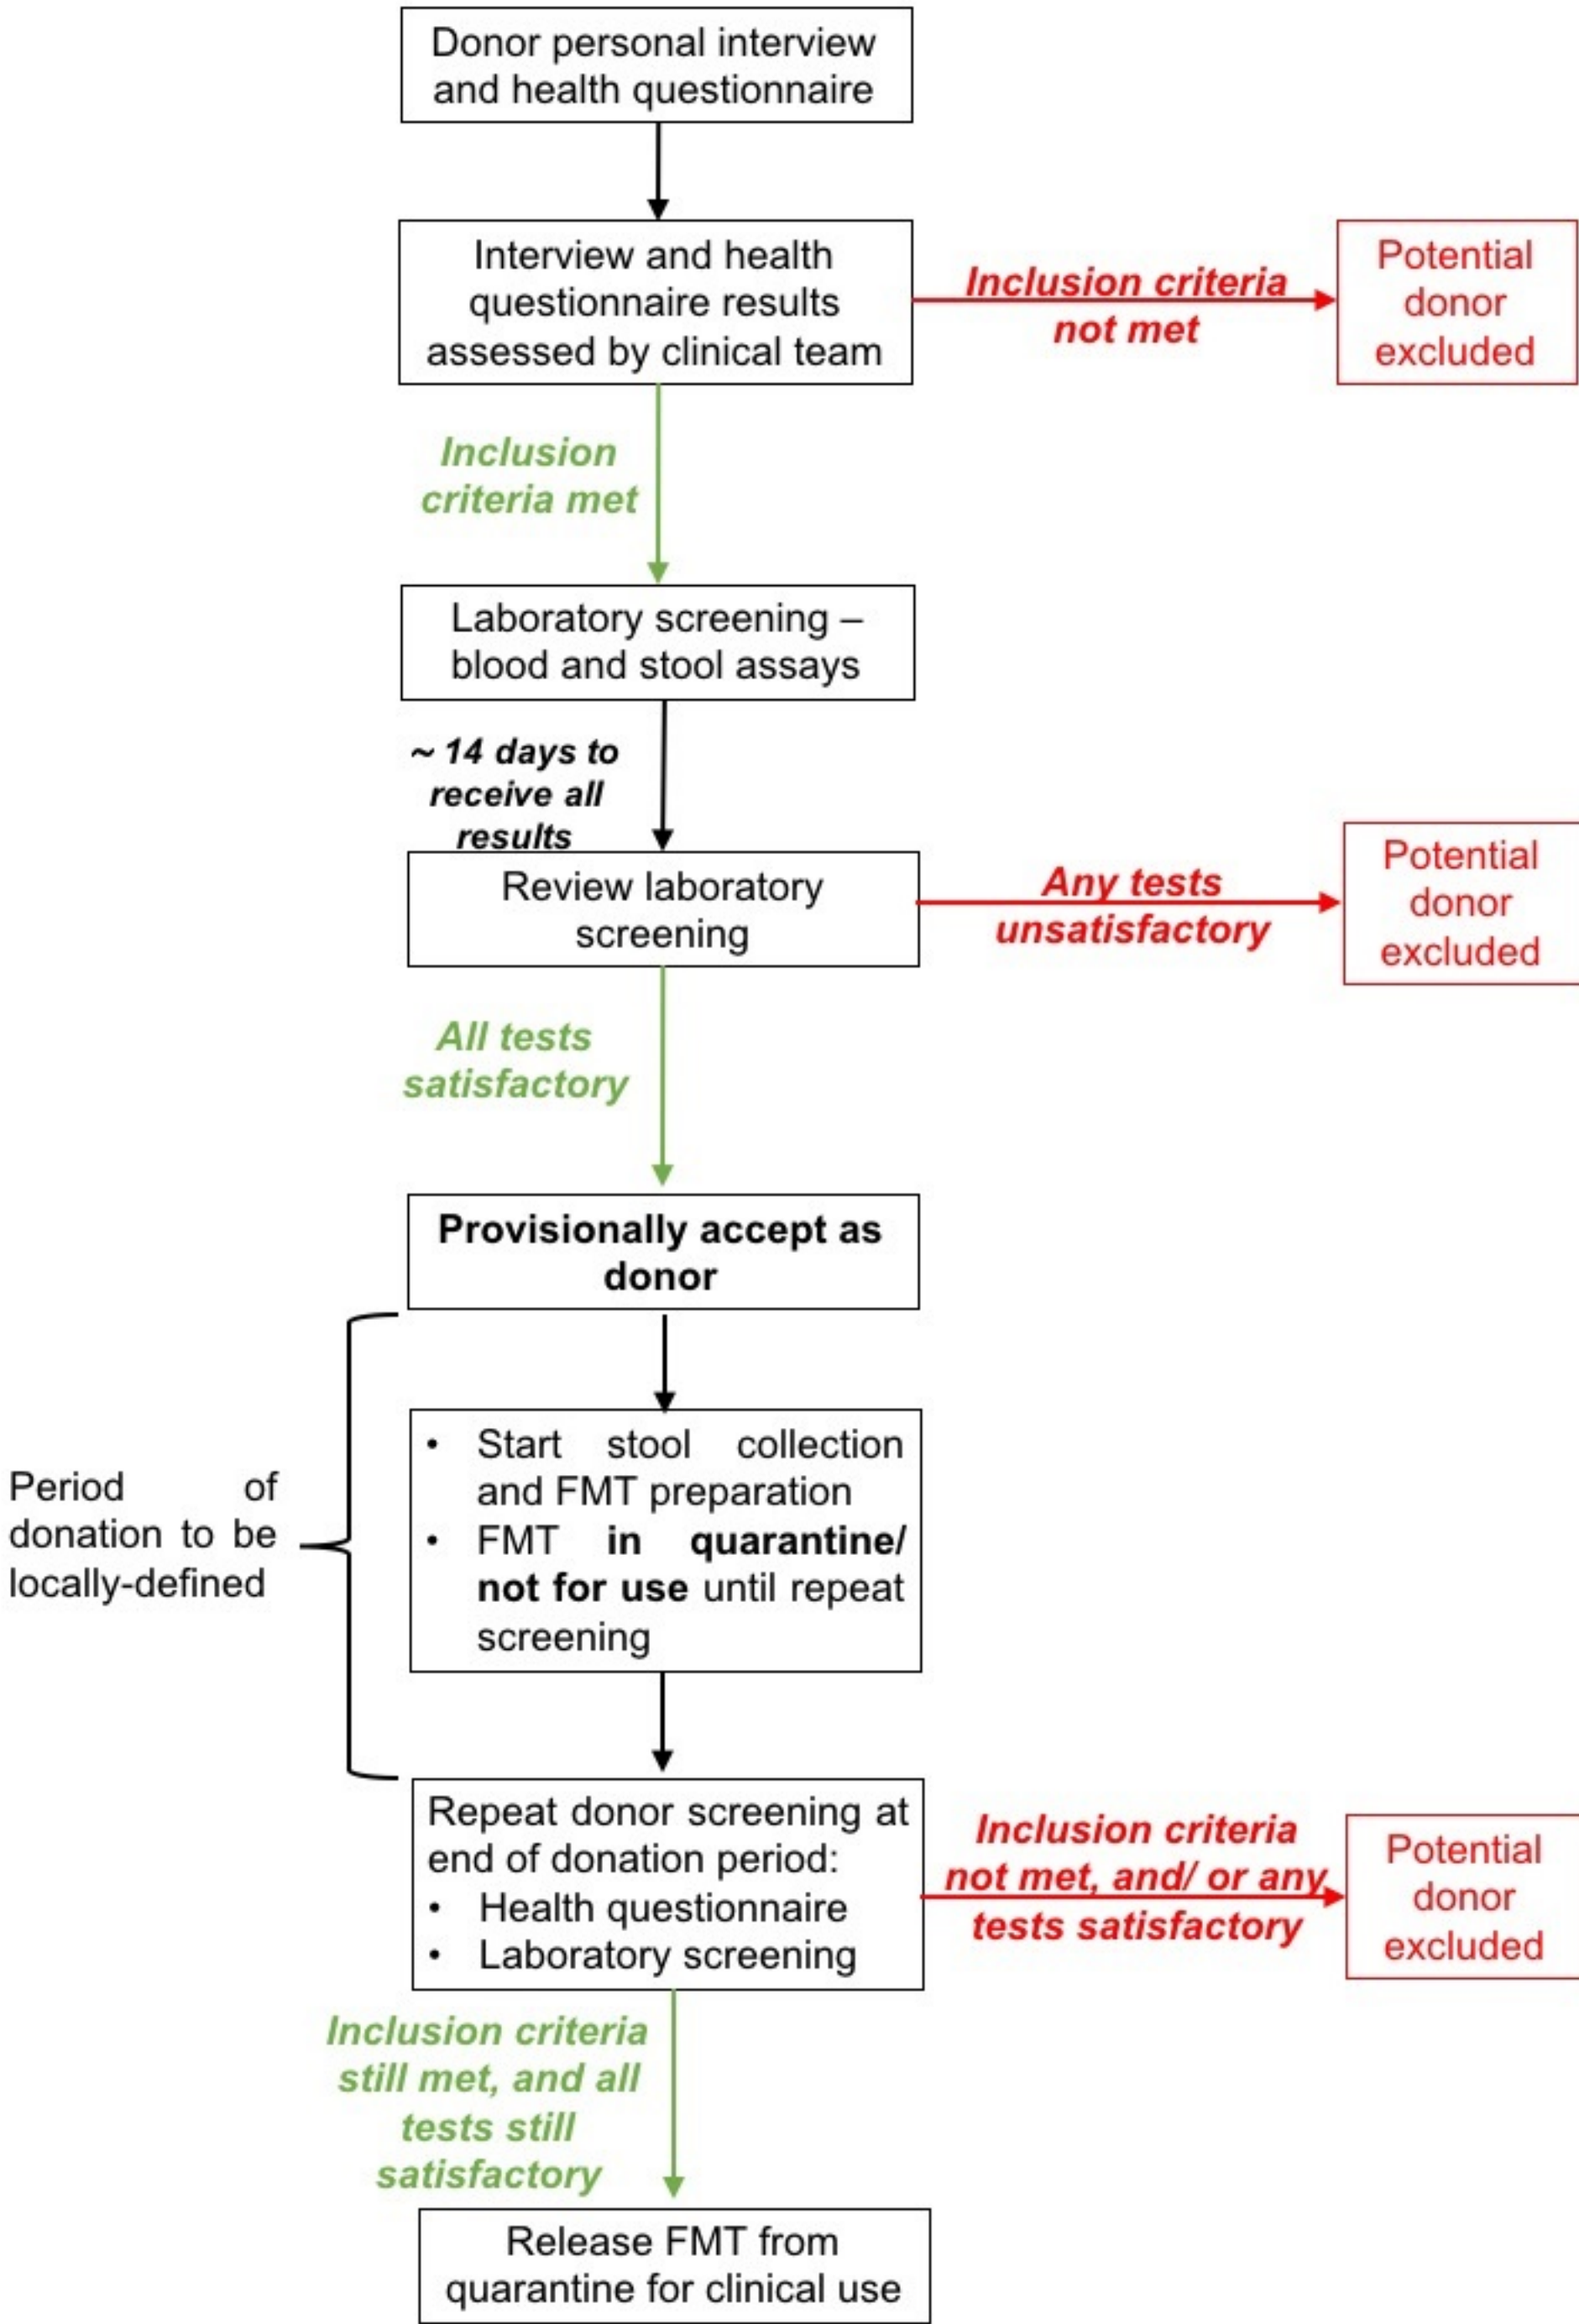 Donor personal interview
and health questionnaire
Interview and health
questionnaire results
assessed by clinical team
Inclusion criteria
not met
Potential
donor
excluded
Inclusion
criteria met
Laboratory screening –
blood and stool assays
~ 14 days to
receive all
results
Review laboratory
screening
Any tests
unsatisfactory
Potential
donor
excluded
All tests
satisfactory
Provisionally accept as
donor
Period of
donation to be
locally-defined
• Start stool collection
and FMT preparation
• FMT in quarantine/
not for use until repeat
screening
Repeat donor screening at
end of donation period:
• Health questionnaire
• Laboratory screening
Inclusion criteria
not met, and/ or any
tests satisfactory
Potential
donor
excluded
Inclusion criteria
still met, and all
tests still
satisfactory
Release FMT from
quarantine for clinical use